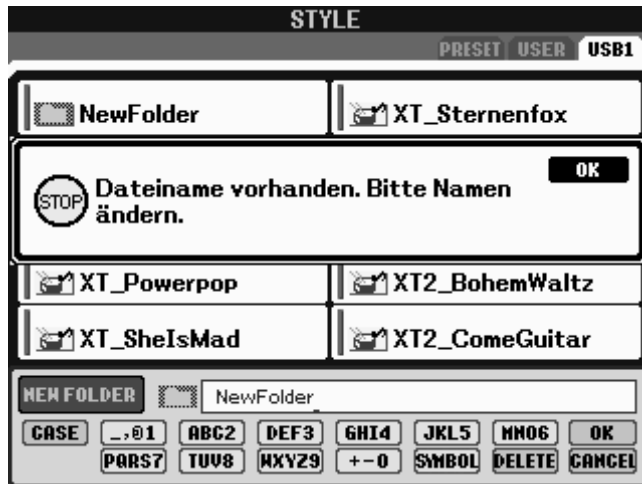 STYLE
PRESET USER USB1
NewFolder XT_Sternenfox
STOP Dateiname vorhanden. Bitte Namen ändern. OK
XT_Powerpop XT2_BohemWaltz
XT_SheIsMad XT2_ComeGuitar
NEW FOLDER NewFolder_
CASE _,@1 ABC2 DEF3 GHI4 JKL5 MNO6 OK
PQRS7 TUV8 WXYZ9 +-0 SYMBOL DELETE CANCEL